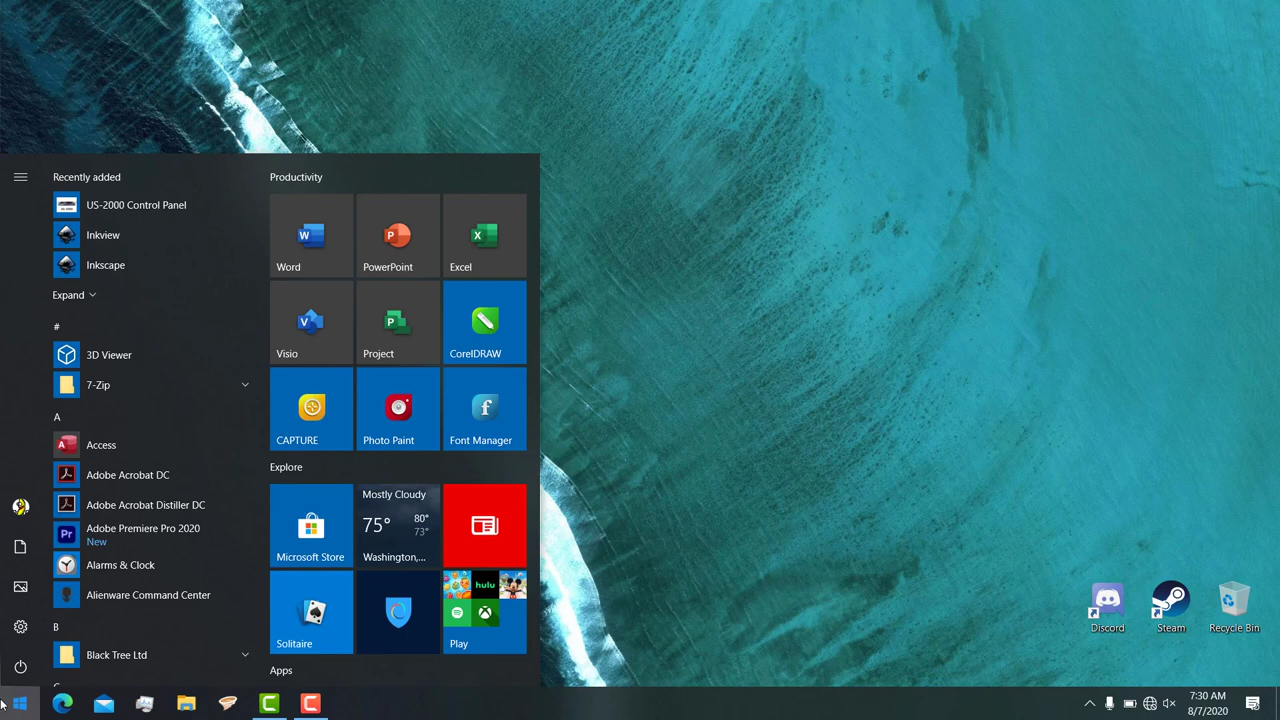 Recently added
US-2000 Control Panel
Inkview
Inkscape
Expand
#
3D Viewer
7-Zip
A
Access
Adobe Acrobat DC
Adobe Acrobat Distiller DC
Adobe Premiere Pro 2020
New
Alarms & Clock
Alienware Command Center
B
Black Tree Ltd
Productivity
Word
PowerPoint
Excel
Visio
Project
CorelDRAW
CAPTURE
Photo Paint
Font Manager
Explore
Microsoft Store
Mostly Cloudy
75° 80°
73°
Washington,...
Solitaire
hulu
Play
Apps
Discord
Steam
Recycle Bin
7:30 AM
8/7/2020